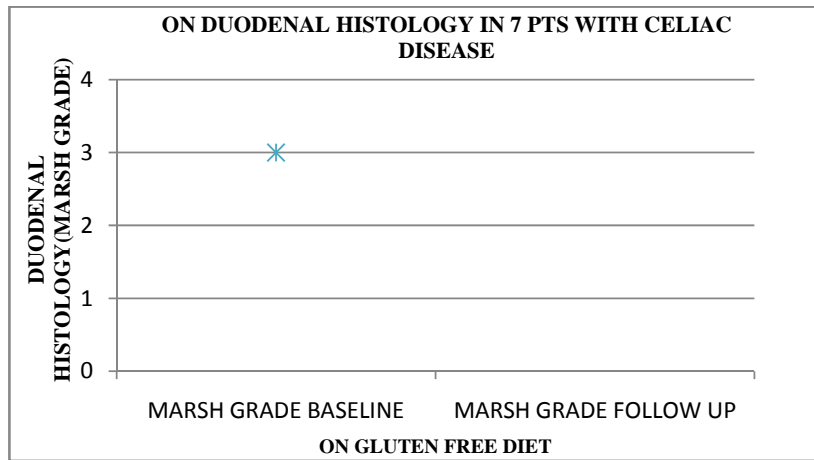 ON DUODENAL HISTOLOGY IN 7 PTS WITH CELIAC
DISEASE
DUODENAL
HISTOLOGY(MARSH GRADE)
4
3
2
1
0
MARSH GRADE BASELINE MARSH GRADE FOLLOW UP
ON GLUTEN FREE DIET